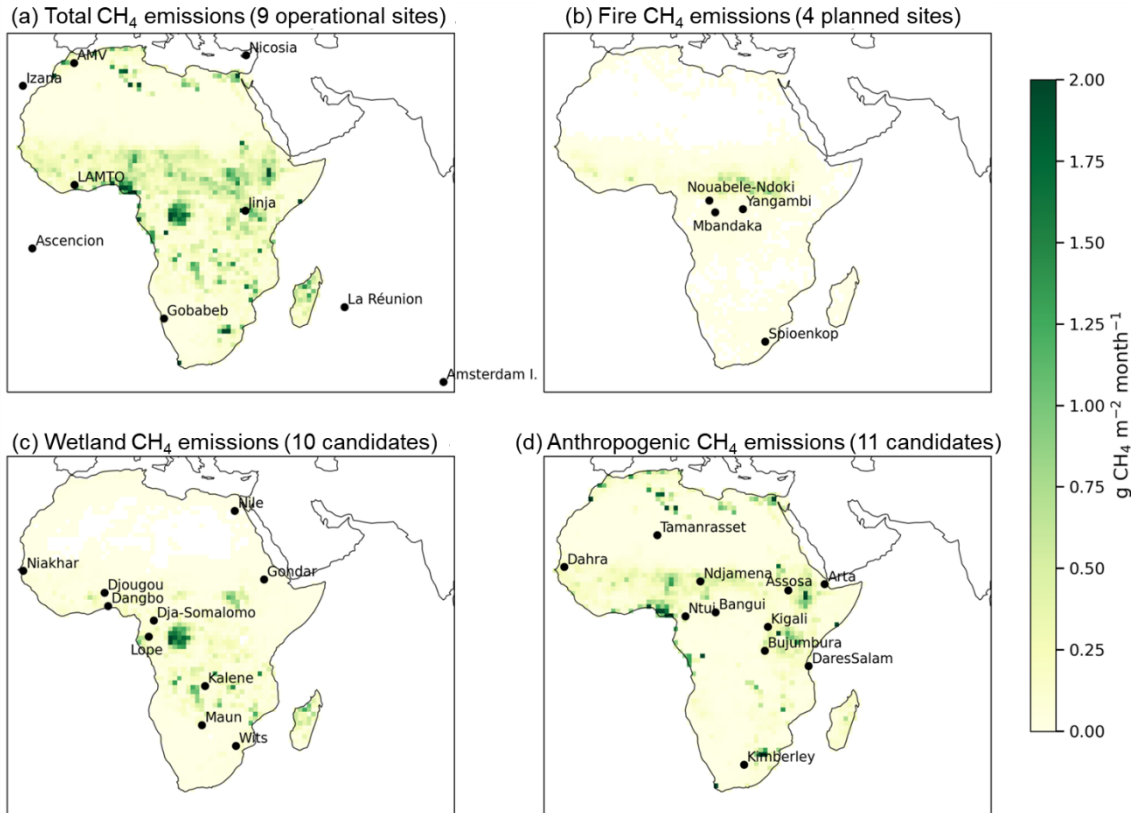 (a) Total CH₄ emissions (9 operational sites)
(b) Fire CH₄ emissions (4 planned sites)
AMV
Nicosia
Izana
LAMTO
Jinja
Ascencion
La Réunion
Gobabeb
Amsterdam I.
Nouabele-Ndoki
Yangambi
Mbandaka
Spioenkop
(c) Wetland CH₄ emissions (10 candidates)
(d) Anthropogenic CH₄ emissions (11 candidates)
Nile
Niakhar
Gondar
Djougou
Dangbo
Dja-Somalomo
Lope
Kalene
Maun
Wits
Tamanrasset
Dahra
Ndjamena
Assosa
Arta
Ntui
Bangui
Kigali
Bujumbura
DaresSalam
Kimberley
2.00
1.75
1.50
1.25
1.00
0.75
0.50
0.25
0.00
g CH₄ m⁻² month⁻¹